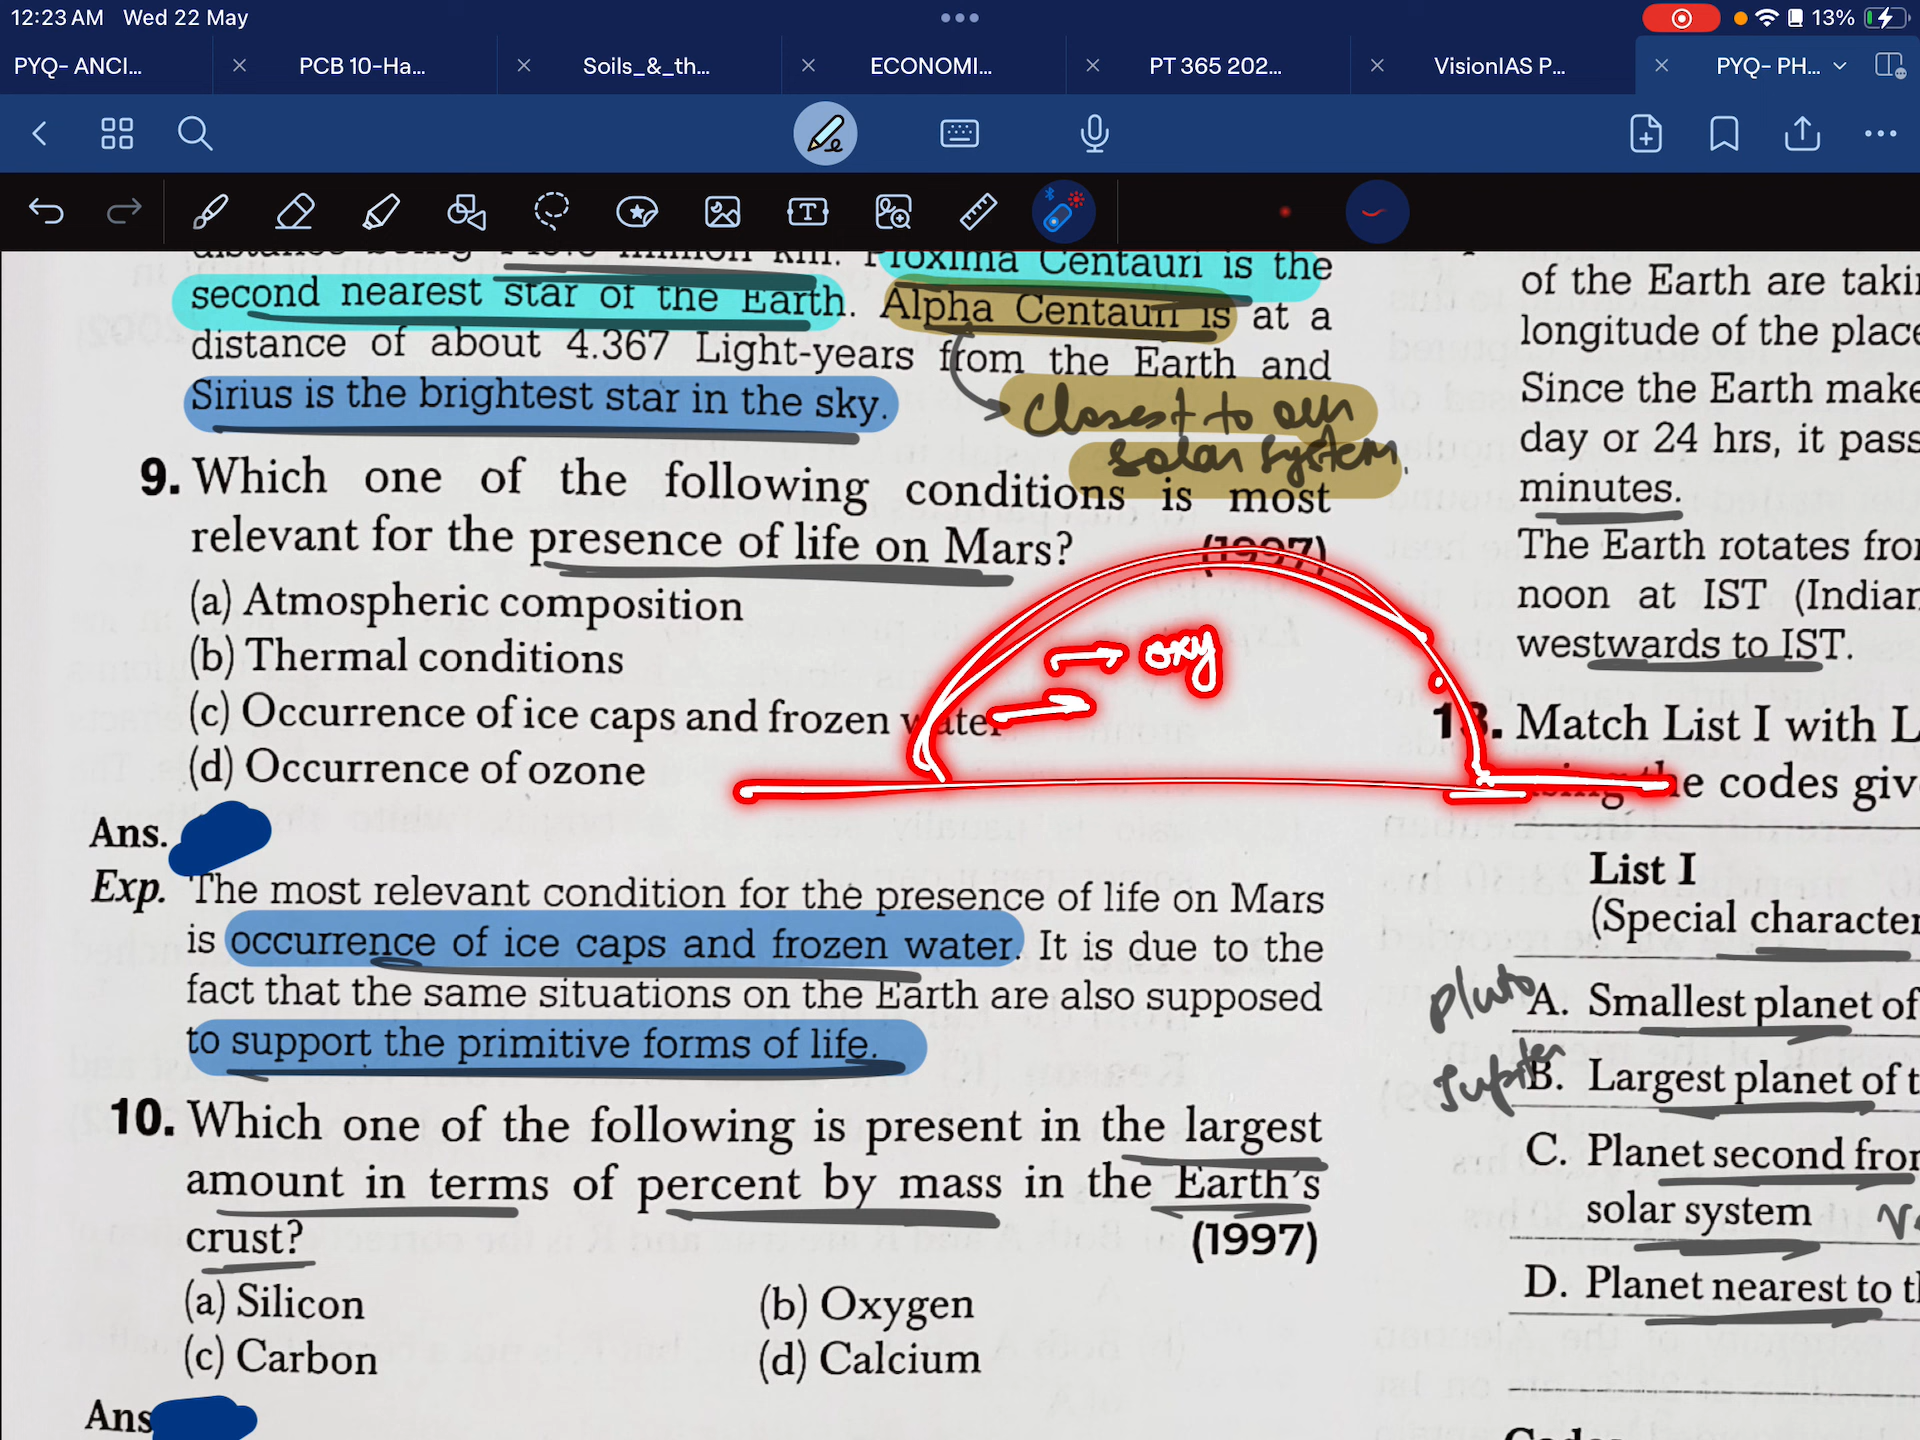 12:23 AM Wed 22 May
13%
PYQ- ANCI...
PCB 10-Ha...
Soils_&_th...
ECONOMI...
PT 365 202...
VisionIAS P...
PYQ- PH...
Proxima Centauri is the
second nearest star of the Earth. Alpha Centauri is at a
distance of about 4.367 Light-years from the Earth and
Sirius is the brightest star in the sky.
Closest to our
solar system.
9. Which one of the following conditions is most
relevant for the presence of life on Mars? (1997)
(a) Atmospheric composition
(b) Thermal conditions
(c) Occurrence of ice caps and frozen water
(d) Occurrence of ozone
oxy
Ans.
Exp. The most relevant condition for the presence of life on Mars
is occurrence of ice caps and frozen water. It is due to the
fact that the same situations on the Earth are also supposed
to support the primitive forms of life.
10. Which one of the following is present in the largest
amount in terms of percent by mass in the Earth's
crust? (1997)
(a) Silicon (b) Oxygen
(c) Carbon (d) Calcium
Ans
of the Earth are taki
longitude of the place
Since the Earth make
day or 24 hrs, it pass
minutes.
The Earth rotates fro
noon at IST (Indian
westwards to IST.
13. Match List I with L
using the codes giv
List I
(Special character
Pluto A. Smallest planet of
Jupiter B. Largest planet of t
C. Planet second from
solar system
D. Planet nearest to t